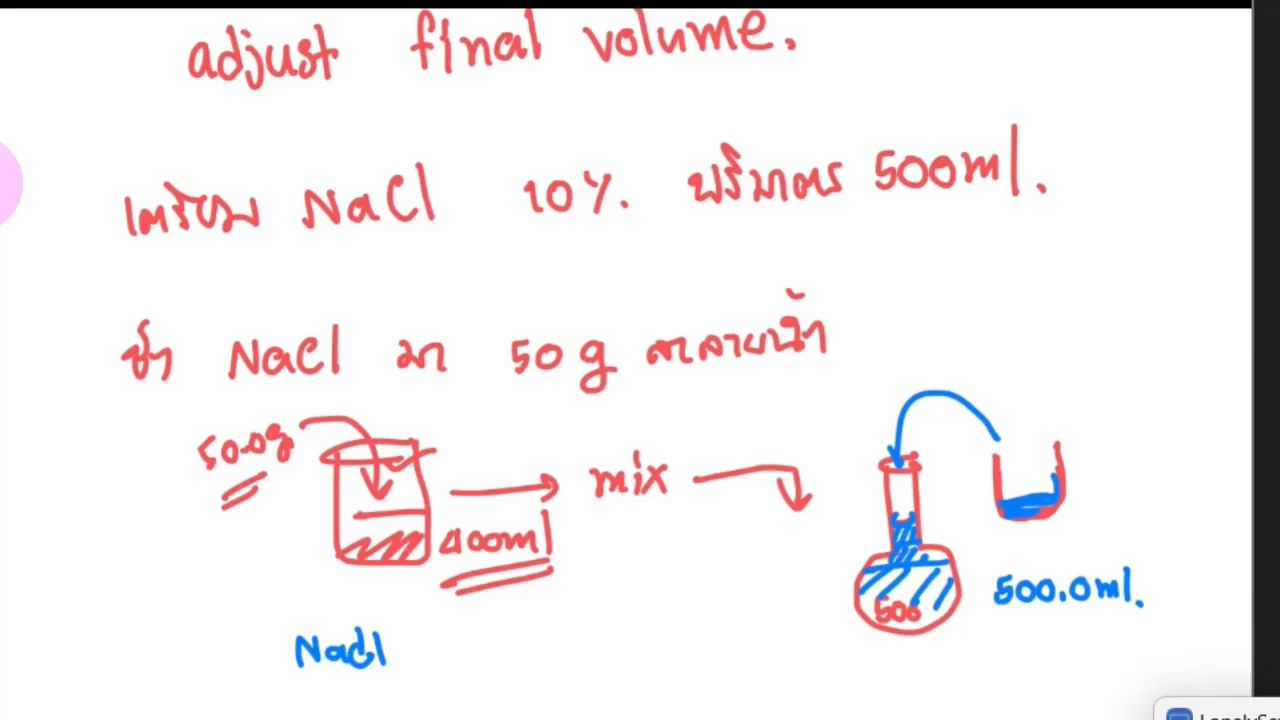 adjust final volume.
เตรียม NaCl 10% ปริมาตร 500ml.
ชั่ง NaCl มา 50 g ละลายน้ำ
50.0g
mix
400ml
500
500.0ml.
NaCl